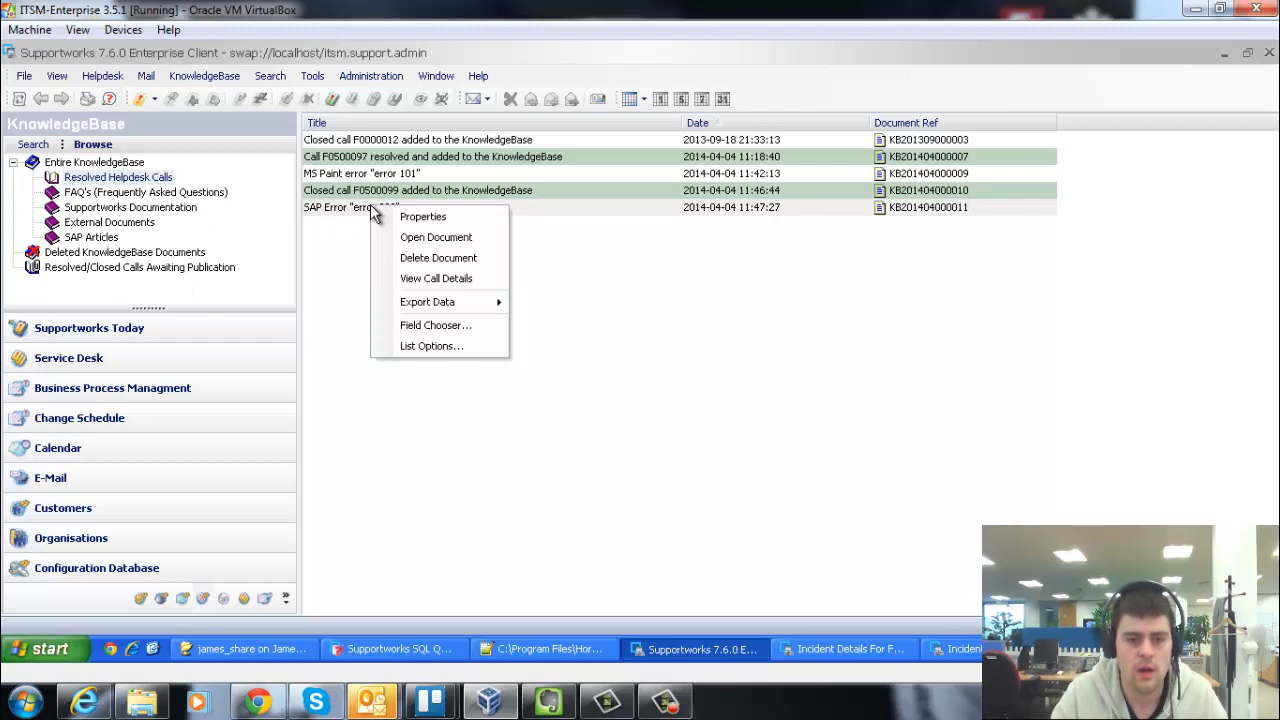 ITSM-Enterprise 3.5.1 [Running] - Oracle VM VirtualBox
Machine View Devices Help
Supportworks 7.6.0 Enterprise Client - swap://localhost/itsm.support.admin
File View Helpdesk Mail KnowledgeBase Search Tools Administration Window Help
KnowledgeBase
Search Browse
Entire KnowledgeBase
Resolved Helpdesk Calls
FAQ's (Frequently Asked Questions)
Supportworks Documentation
External Documents
SAP Articles
Deleted KnowledgeBase Documents
Resolved/Closed Calls Awaiting Publication
Supportworks Today
Service Desk
Business Process Managment
Change Schedule
Calendar
E-Mail
Customers
Organisations
Configuration Database
Title Date Document Ref
Closed call F0000012 added to the KnowledgeBase 2013-09-18 21:33:13 KB201309000003
Call F0500097 resolved and added to the KnowledgeBase 2014-04-04 11:18:40 KB201404000007
MS Paint error "error 101" 2014-04-04 11:42:13 KB201404000009
Closed call F0500099 added to the KnowledgeBase 2014-04-04 11:46:44 KB201404000010
SAP Error 2014-04-04 11:47:27 KB201404000011
Properties
Open Document
Delete Document
View Call Details
Export Data
Field Chooser...
List Options...
start james_share on Jame... Supportworks SQL Q... C:\Program Files\Hor... Supportworks 7.6.0 E... Incident Details For F...